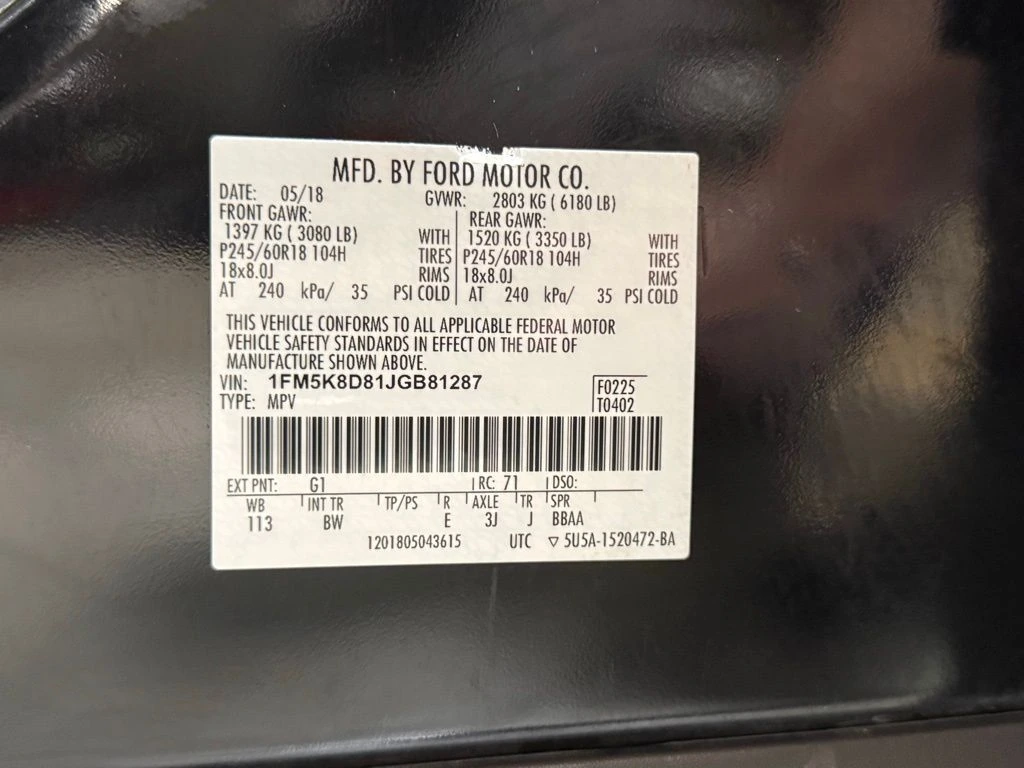 MFD. BY FORD MOTOR CO.
DATE: 05/18 GVWR: 2803 KG ( 6180 LB)
FRONT GAWR: REAR GAWR:
1397 KG ( 3080 LB) WITH 1520 KG ( 3350 LB) WITH
P245/60R18 104H TIRES P245/60R18 104H TIRES
18x8.0J RIMS 18x8.0J RIMS
AT 240 kPa/ 35 PSI COLD AT 240 kPa/ 35 PSI COLD
THIS VEHICLE CONFORMS TO ALL APPLICABLE FEDERAL MOTOR
VEHICLE SAFETY STANDARDS IN EFFECT ON THE DATE OF
MANUFACTURE SHOWN ABOVE.
VIN: 1FM5K8D81JGB81287 F0225
TYPE: MPV T0402
EXT PNT: G1 RC: 71 DSO:
WB INT TR TP/PS R AXLE TR SPR
113 BW E 3J J BBAA
1201805043615 UTC ▽ 5U5A-1520472-BA